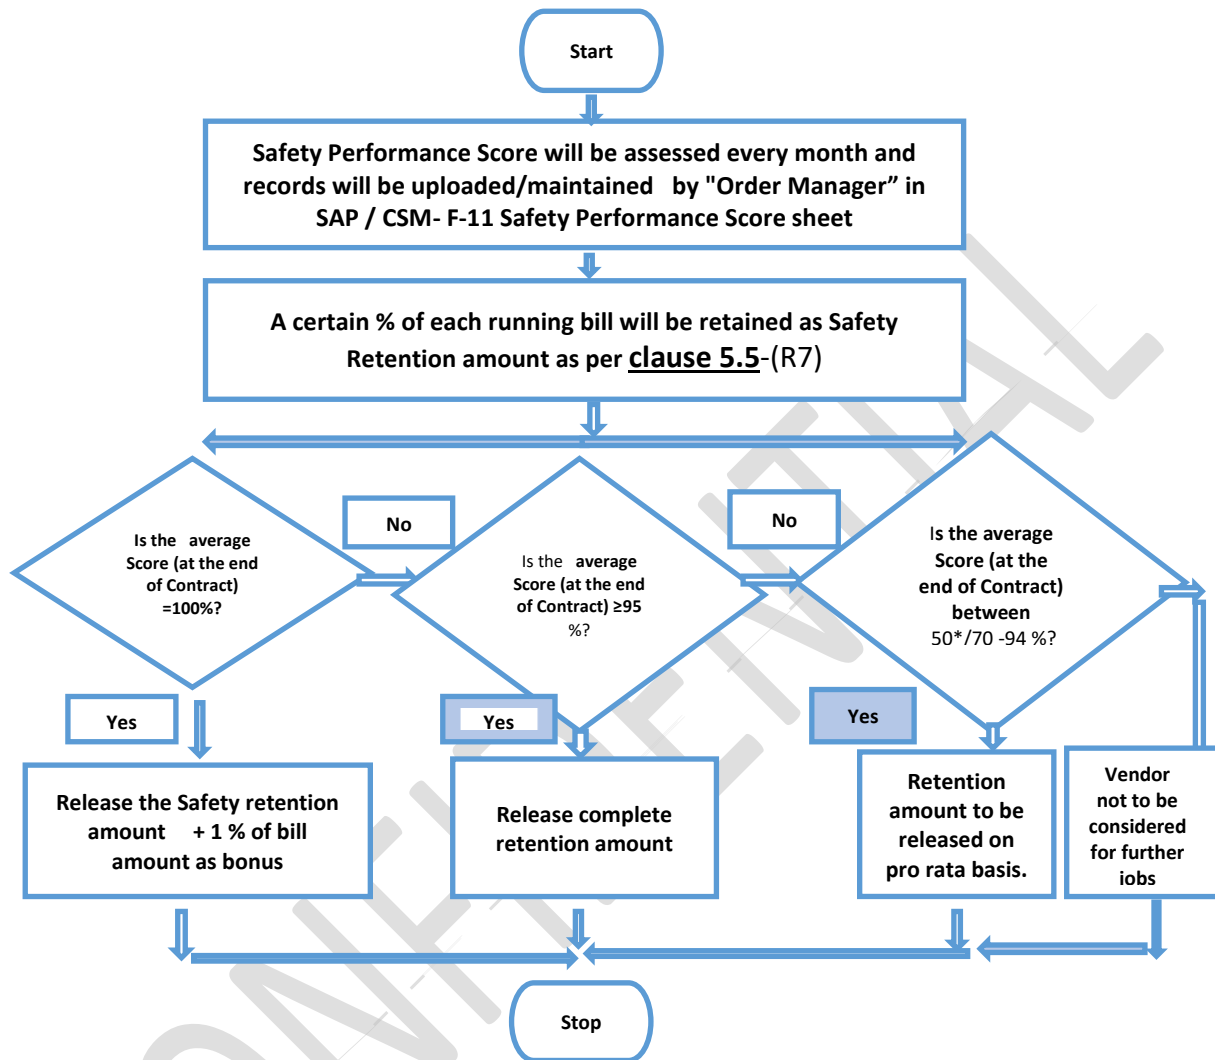 Start
Safety Performance Score will be assessed every month and
records will be uploaded/maintained by "Order Manager” in
SAP / CSM- F-11 Safety Performance Score sheet
A certain % of each running bill will be retained as Safety
Retention amount as per clause 5.5-(R7)
Is the average
Score (at the end
of Contract)
=100%?
No
Is the average
Score (at the end
of Contract) ≥95
%?
No
Is the average
Score (at the
end of Contract)
between
50*/70 -94 %?
Yes
Yes
Yes
Release the Safety retention
amount + 1 % of bill
amount as bonus
Release complete
retention amount
Retention
amount to be
released on
pro rata basis.
Vendor
not to be
considered
for further
iobs
Stop
CONFIDENTIAL